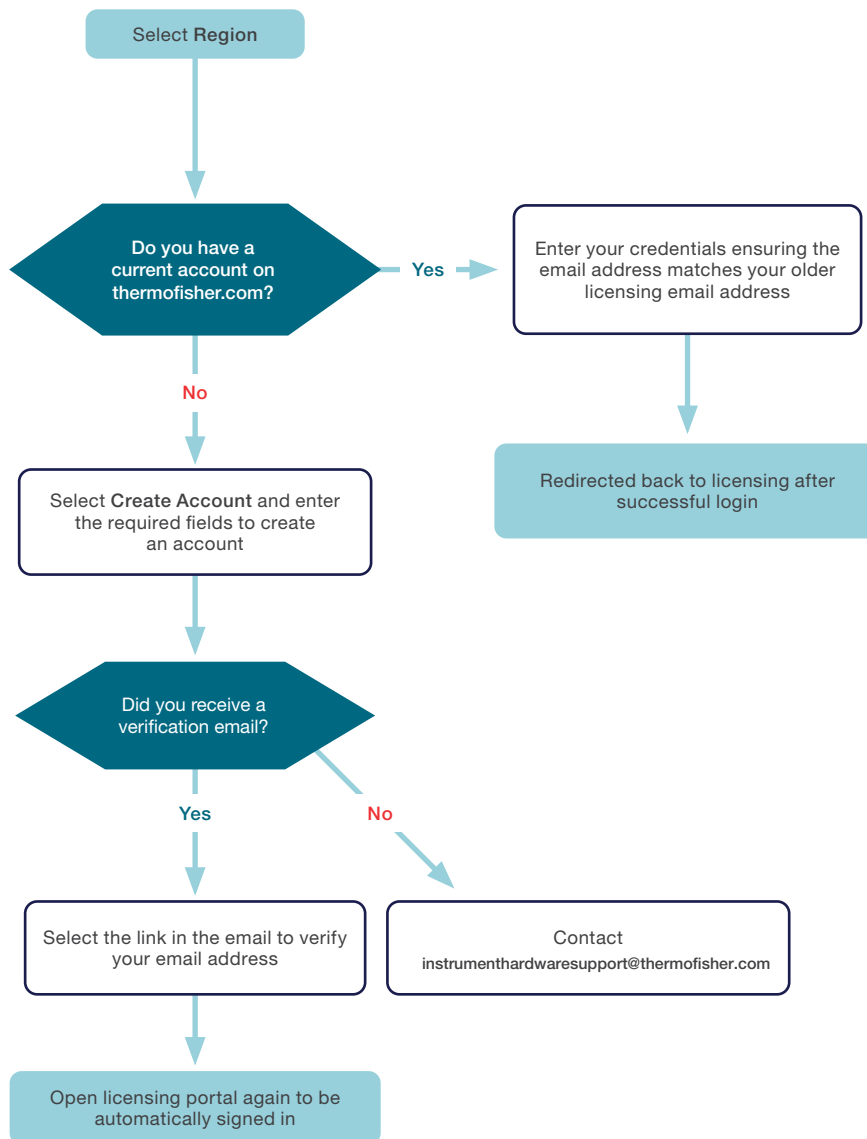 Select Region
Do you have a
current account on
thermofisher.com?
Yes
Enter your credentials ensuring the
email address matches your older
licensing email address
No
Redirected back to licensing after
successful login
Select Create Account and enter
the required fields to create
an account
Did you receive a
verification email?
Yes
No
Select the link in the email to verify
your email address
Contact
instrumenthardwaresupport@thermofisher.com
Open licensing portal again to be
automatically signed in